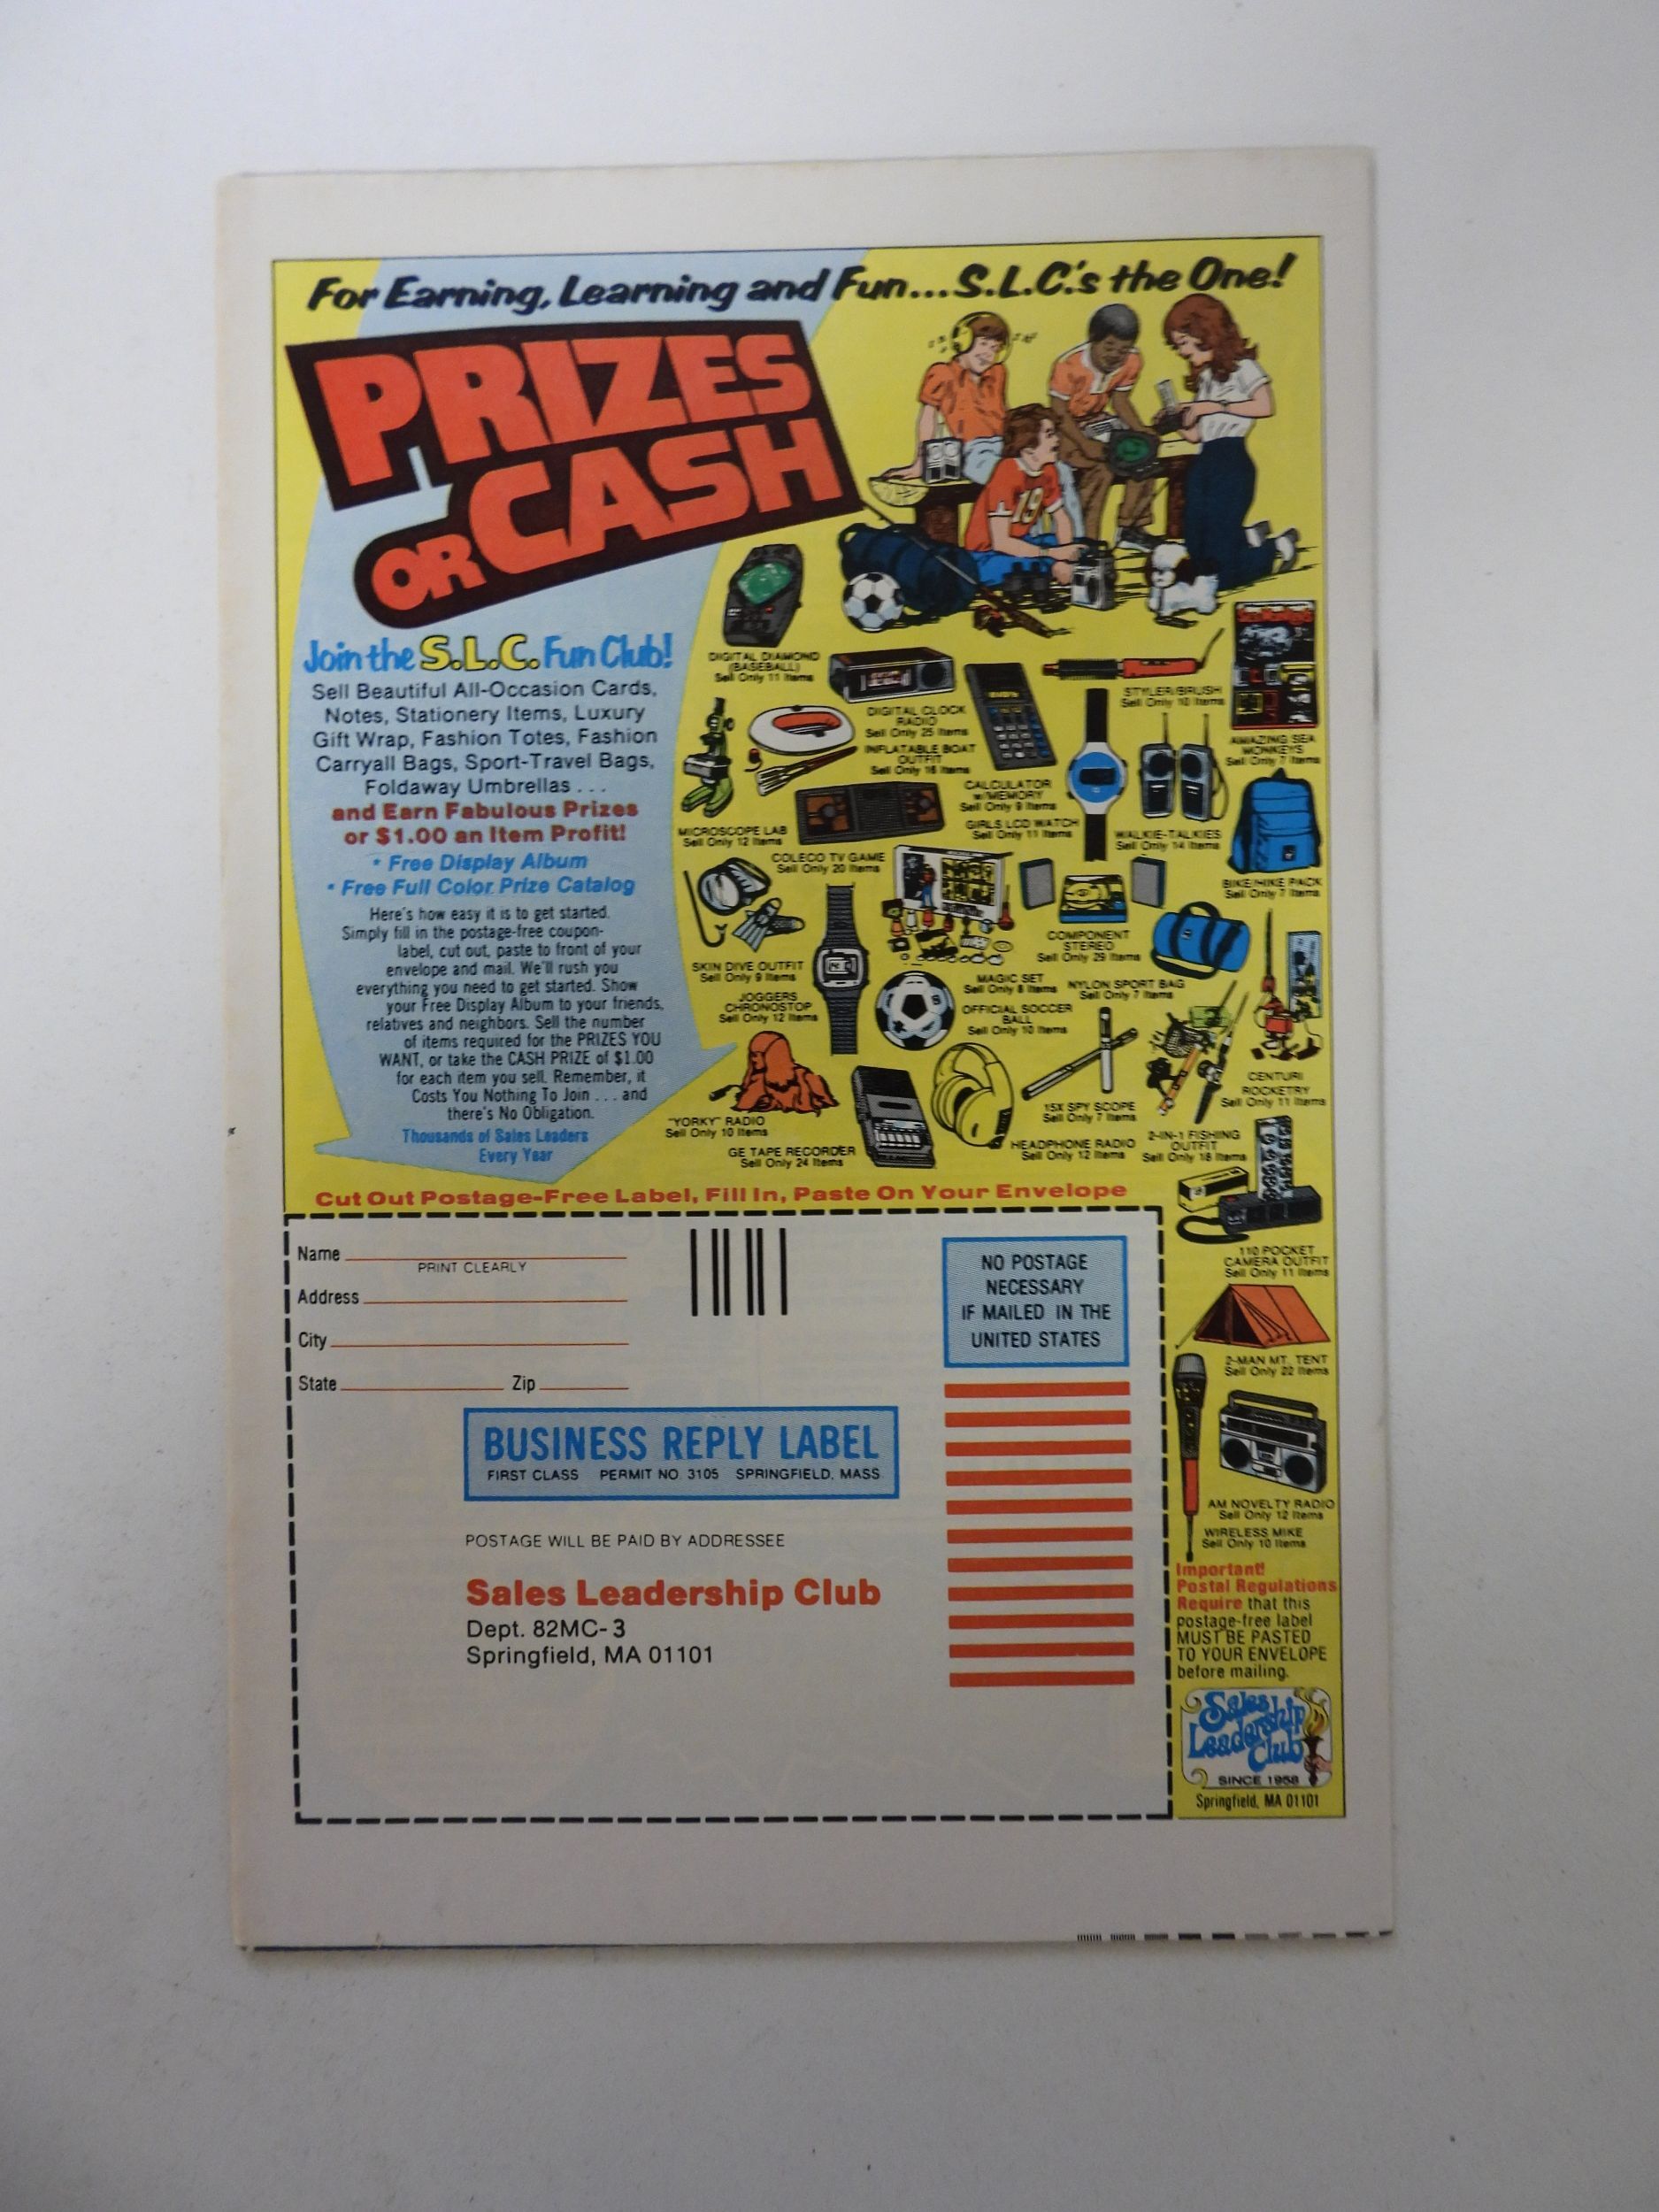 For Earning, Learning and Fun...S.L.C.'s the One!
PRIZES
OR CASH
Join the S.L.C. Fun Club!
Sell Beautiful All-Occasion Cards,
Notes, Stationery Items, Luxury
Gift Wrap, Fashion Totes, Fashion
Carryall Bags, Sport-Travel Bags,
Foldaway Umbrellas . . .
and Earn Fabulous Prizes
or $1.00 an Item Profit!
• Free Display Album
• Free Full Color Prize Catalog
Here's how easy it is to get started.
Simply fill in the postage-free coupon-
label, cut out, paste to front of your
envelope and mail. We'll rush you
everything you need to get started. Show
your Free Display Album to your friends,
relatives and neighbors. Sell the number
of items required for the PRIZES YOU
WANT, or take the CASH PRIZE of $1.00
for each item you sell. Remember, it
Costs You Nothing To Join . . . and
there's No Obligation.
Thousands of Sales Leaders
Every Year
19
DIGITAL DIAMOND
(BASEBALL)
Sell Only 11 Items
DIGITAL CLOCK
RADIO
Sell Only 25 Items
STYLER/BRUSH
Sell Only 10 Items
AMAZING SEA
MONKEYS
Sell Only 7 Items
INFLATABLE BOAT
OUTFIT
Sell Only 16 Items
CALCULATOR
w/MEMORY
Sell Only 9 Items
MICROSCOPE LAB
Sell Only 12 Items
GIRLS LCD WATCH
Sell Only 11 Items
WALKIE-TALKIES
Sell Only 14 Items
COLECO TV GAME
Sell Only 20 Items
BIKE/HIKE PACK
Sell Only 7 Items
COMPONENT
STEREO
Sell Only 29 Items
SKIN DIVE OUTFIT
Sell Only 9 Items
MAGIC SET
Sell Only 8 Items
NYLON SPORT BAG
Sell Only 7 Items
JOGGERS
CHRONOSTOP
Sell Only 12 Items
OFFICIAL SOCCER
BALL
Sell Only 10 Items
CENTURI
ROCKETRY
Sell Only 11 Items
"YORKY" RADIO
Sell Only 10 Items
15X SPY SCOPE
Sell Only 7 Items
GE TAPE RECORDER
Sell Only 24 Items
HEADPHONE RADIO
Sell Only 12 Items
2-IN-1 FISHING
OUTFIT
Sell Only 18 Items
110 POCKET
CAMERA OUTFIT
Sell Only 11 Items
2-MAN MT. TENT
Sell Only 22 Items
AM NOVELTY RADIO
Sell Only 12 Items
WIRELESS MIKE
Sell Only 10 Items
Important!
Postal Regulations
Require that this
postage-free label
MUST BE PASTED
TO YOUR ENVELOPE
before mailing.
Sales
Leadership
Club
SINCE 1958
Springfield, MA 01101
Cut Out Postage-Free Label, Fill In, Paste On Your Envelope
Name
PRINT CLEARLY
Address
City
State Zip
NO POSTAGE
NECESSARY
IF MAILED IN THE
UNITED STATES
BUSINESS REPLY LABEL
FIRST CLASS PERMIT NO. 3105 SPRINGFIELD, MASS.
POSTAGE WILL BE PAID BY ADDRESSEE
Sales Leadership Club
Dept. 82MC-3
Springfield, MA 01101